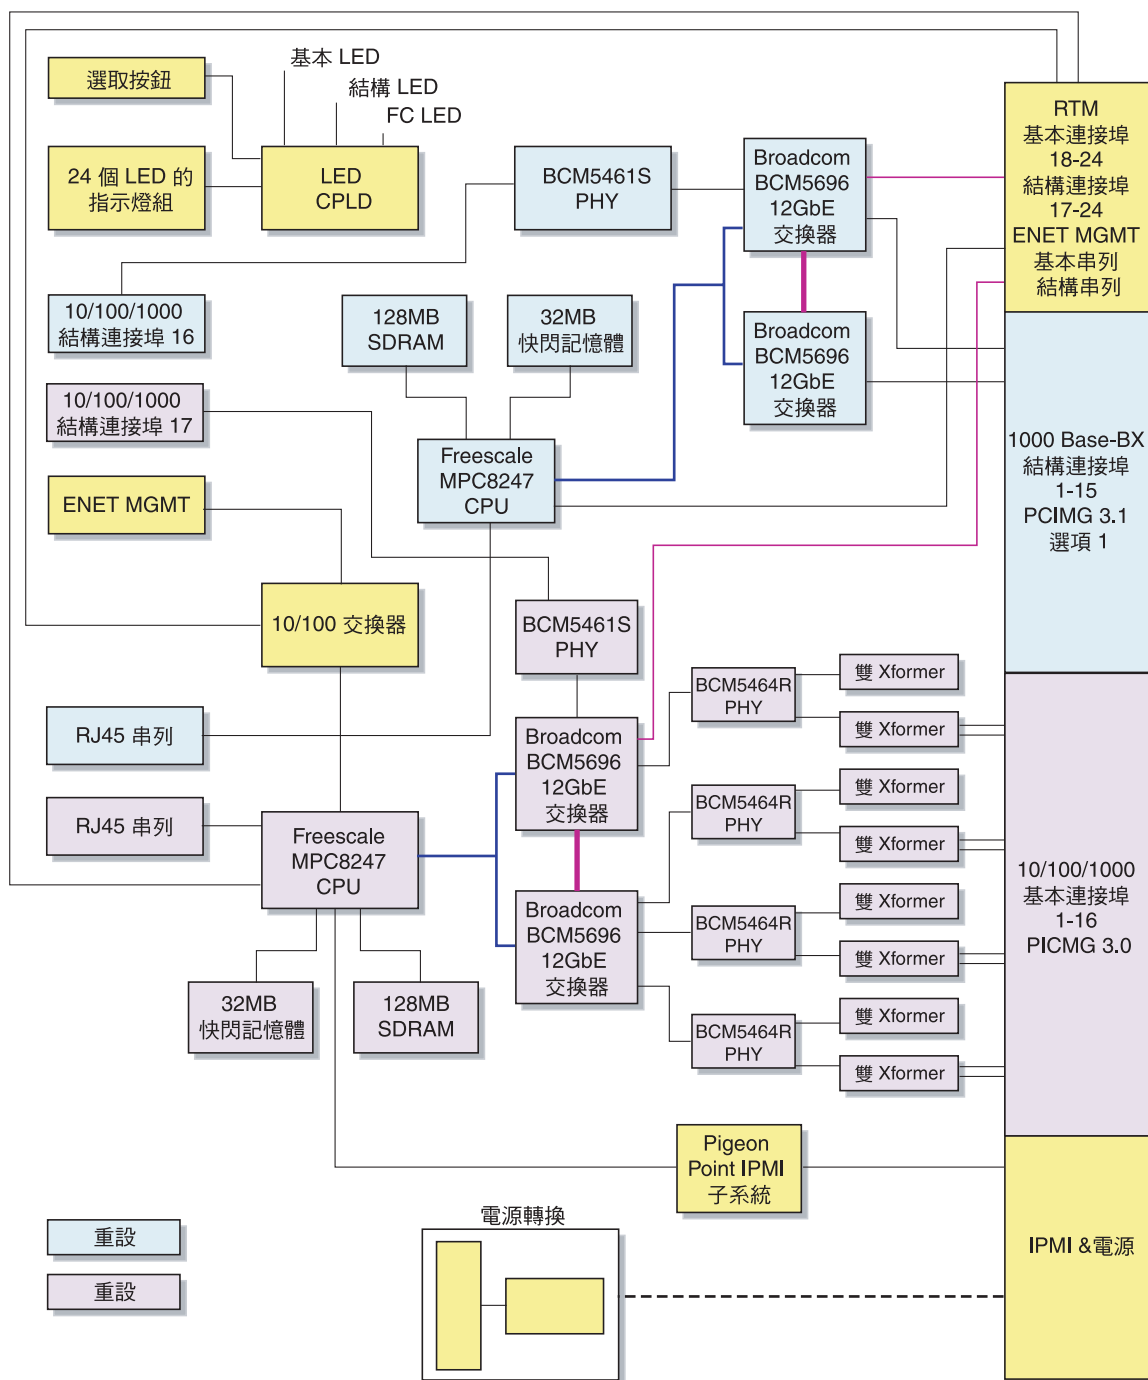 基本 LED
結構 LED
FC LED
選取按鈕
24 個 LED 的
指示燈組
LED
CPLD
BCM5461S
PHY
Broadcom
BCM5696
12GbE
交換器
RTM
基本連接埠
18-24
結構連接埠
17-24
ENET MGMT
基本串列
結構串列
10/100/1000
結構連接埠 16
128MB
SDRAM
32MB
快閃記憶體
Broadcom
BCM5696
12GbE
交換器
10/100/1000
結構連接埠 17
Freescale
MPC8247
CPU
1000 Base-BX
結構連接埠
1-15
PCIMG 3.1
選項 1
ENET MGMT
10/100 交換器
BCM5461S
PHY
BCM5464R
PHY
雙 Xformer
雙 Xformer
RJ45 串列
Broadcom
BCM5696
12GbE
交換器
BCM5464R
PHY
雙 Xformer
雙 Xformer
RJ45 串列
Freescale
MPC8247
CPU
10/100/1000
基本連接埠
1-16
PICMG 3.0
Broadcom
BCM5696
12GbE
交換器
BCM5464R
PHY
雙 Xformer
雙 Xformer
32MB
快閃記憶體
128MB
SDRAM
BCM5464R
PHY
雙 Xformer
雙 Xformer
Pigeon
Point IPMI
子系統
電源轉換
IPMI &電源
重設
重設